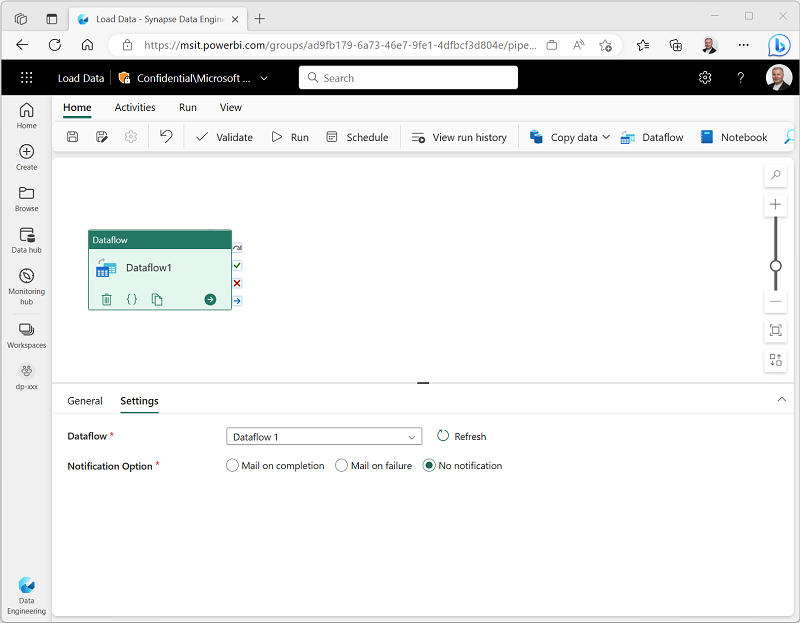 Load Data - Synapse Data Engine
https://msit.powerbi.com/groups/ad9fb179-6a73-46e7-9fe1-4dfbcf3d804e/pipe...
Load Data
Confidential\Microsoft ...
Search
Home
Activities
Run
View
Validate
Run
Schedule
View run history
Copy data
Dataflow
Notebook
Home
Create
Browse
Data hub
Monitoring
hub
Workspaces
dp-xxx
Data
Engineering
Dataflow
Dataflow1
General
Settings
Dataflow *
Dataflow 1
Refresh
Notification Option *
Mail on completion
Mail on failure
No notification